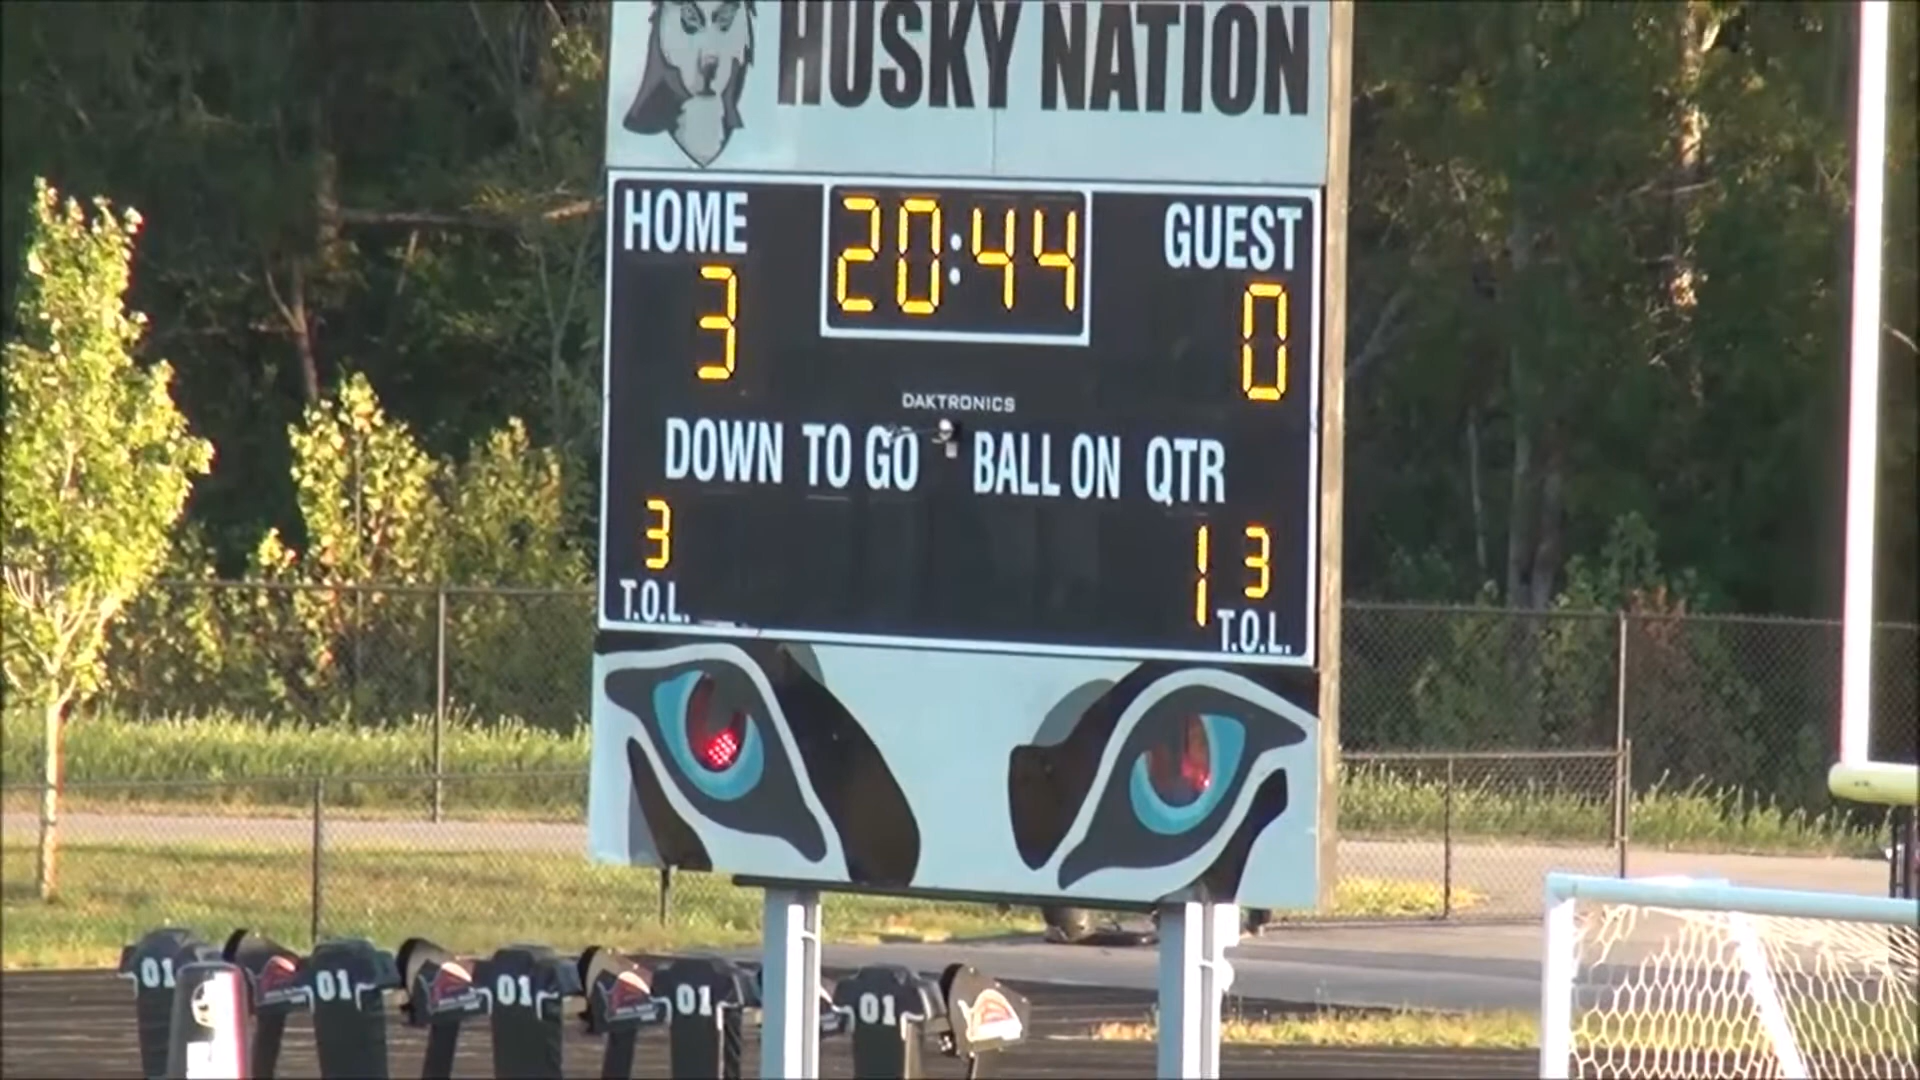 HUSKY NATION
HOME 20:44 GUEST
3 0
DAKTRONICS
DOWN TO GO BALL ON QTR
3 1 3
T.O.L. T.O.L.
01 01 01 01 01